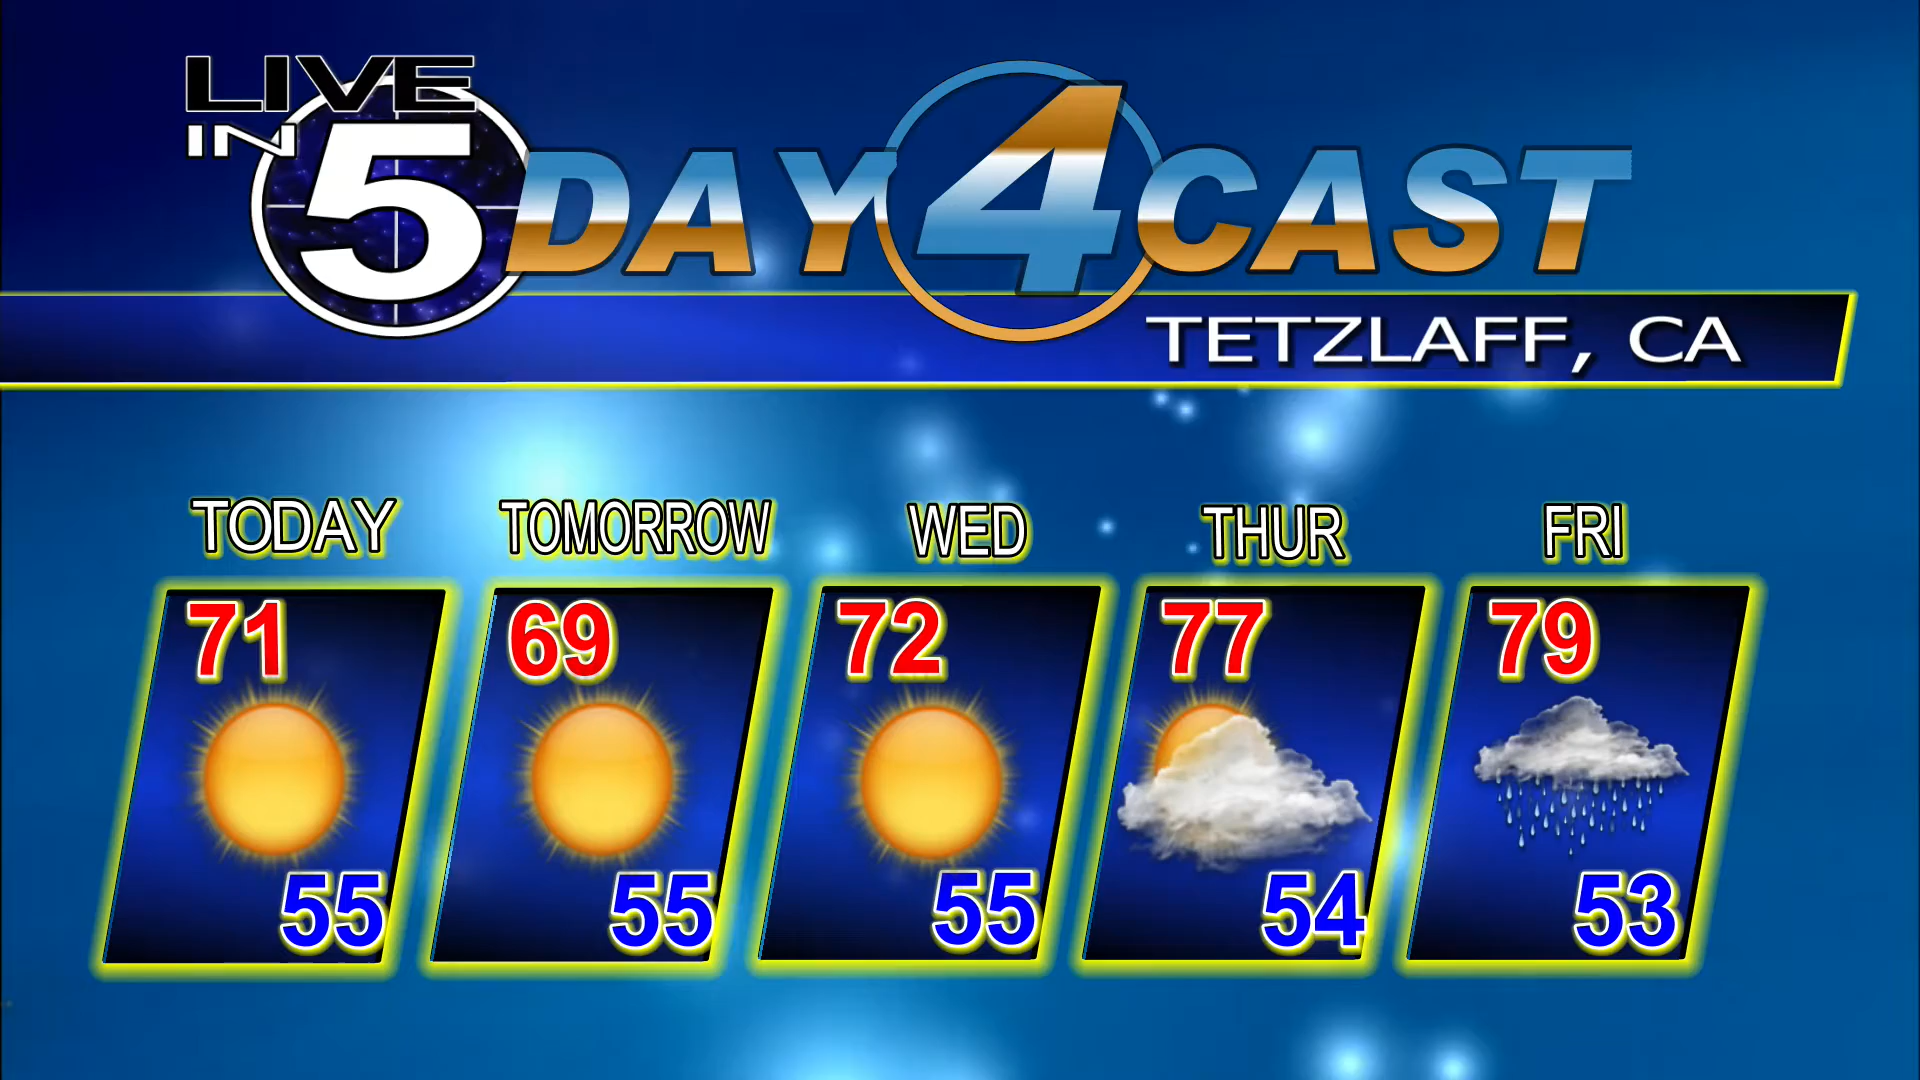 LIVE
IN 5 DAY 4 CAST
TETZLAFF, CA
TODAY TOMORROW WED THUR FRI
71 69 72 77 79
55 55 55 54 53